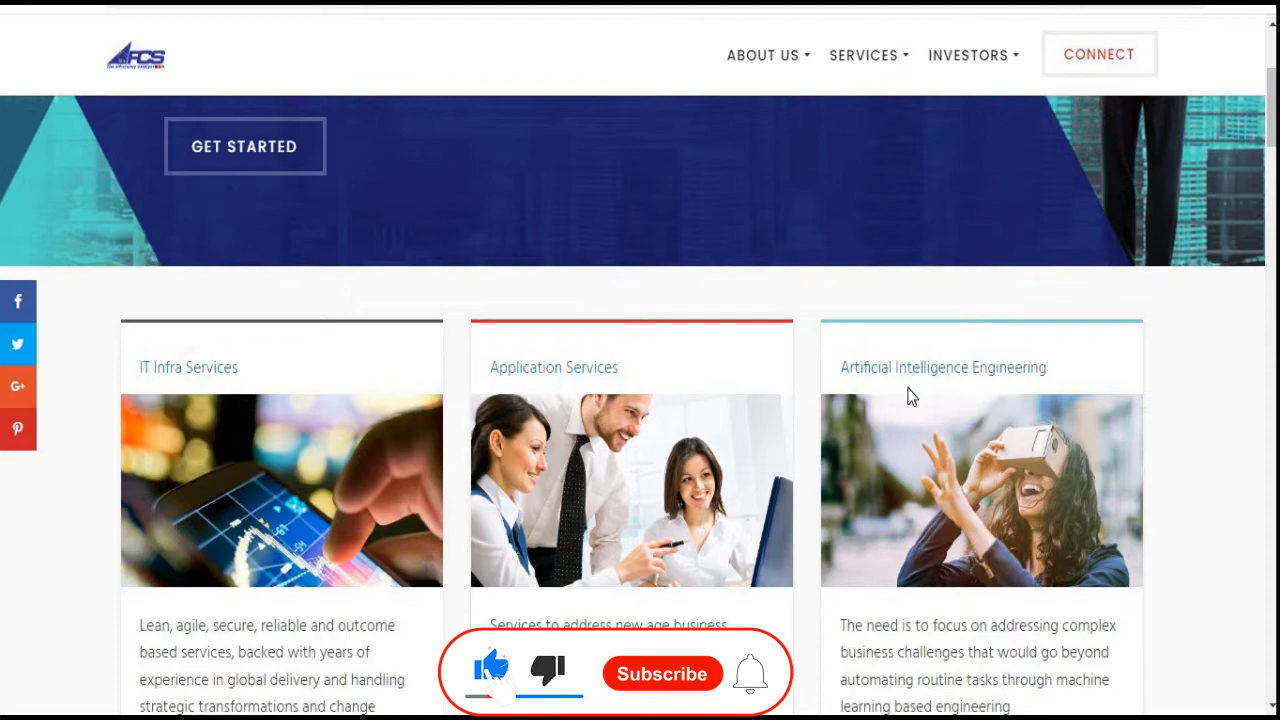 FCS
ABOUT US
SERVICES
INVESTORS
CONNECT
GET STARTED
f
G+
IT Infra Services
Application Services
Artificial Intelligence Engineering
Lean, agile, secure, reliable and outcome
based services, backed with years of
experience in global delivery and handling
strategic transformations and change
Services to address new age business
The need is to focus on addressing complex
business challenges that would go beyond
automating routine tasks through machine
learning based engineering
Subscribe